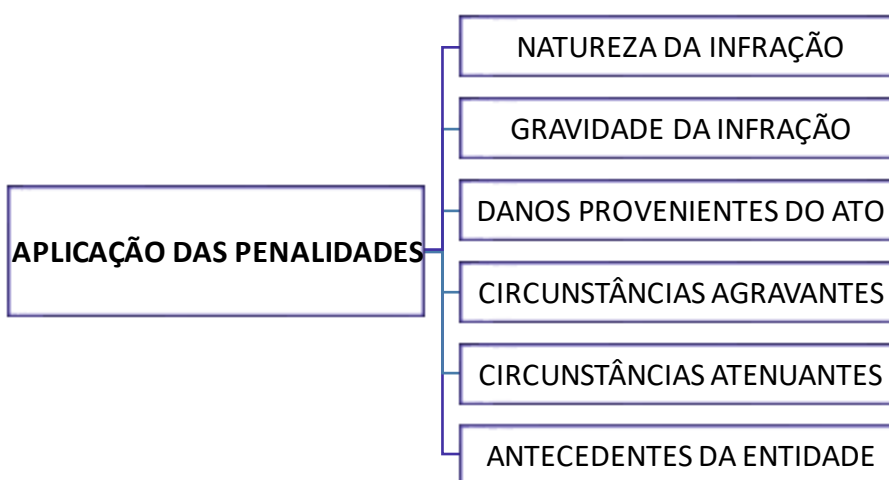 NATUREZA DA INFRAÇÃO
GRAVIDADE DA INFRAÇÃO
DANOS PROVENIENTES DO ATO
APLICAÇÃO DAS PENALIDADES
CIRCUNSTÂNCIAS AGRAVANTES
CIRCUNSTÂNCIAS ATENUANTES
ANTECEDENTES DA ENTIDADE